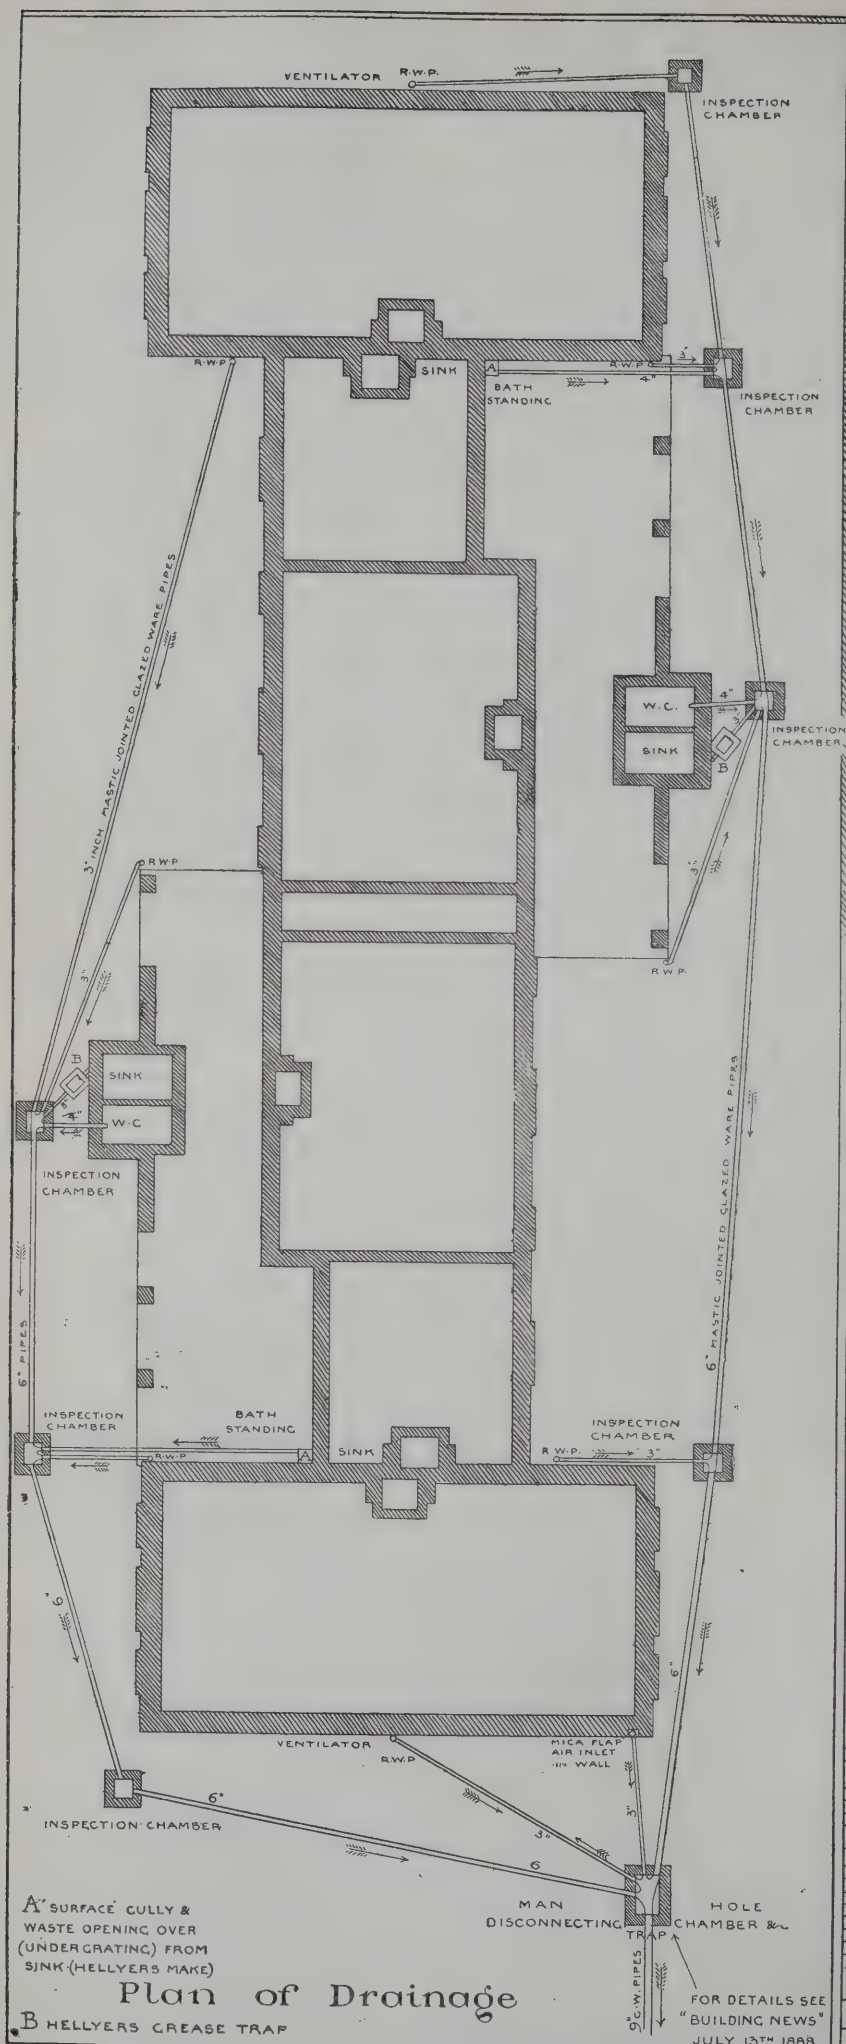 VENTILATOR R.W.P.
INSPECTION
CHAMBER
R.W.P
SINK
A
BATH
STANDING
R.W.P
3"
4"
INSPECTION
CHAMBER
3" INCH MASTIC JOINTED GLAZED WARE PIPES
W.C.
4"
3"
SINK
B
INSPECTION
CHAMBER
3"
R.W.P
3"
R.W.P.
B
SINK
3"
4"
W.C
INSPECTION
CHAMBER
6" MASTIC JOINTED GLAZED WARE PIPES
6" PIPES
INSPECTION
CHAMBER
BATH
STANDING
R.W.P
A
SINK
INSPECTION
CHAMBER
R.W.P.
3"
6"
6"
VENTILATOR
R.W.P
MICA FLAP
AIR INLET
IN WALL
3"
3"
INSPECTION CHAMBER
6"
6
MAN HOLE
DISCONNECTING CHAMBER &
TRAP
A SURFACE GULLY &
WASTE OPENING OVER
(UNDERGRATING) FROM
SINK (HELLYERS MAKE)
Plan of Drainage
B HELLYERS GREASE TRAP
9" G.W. PIPES
FOR DETAILS SEE
"BUILDING NEWS"
JULY 13TH 1888